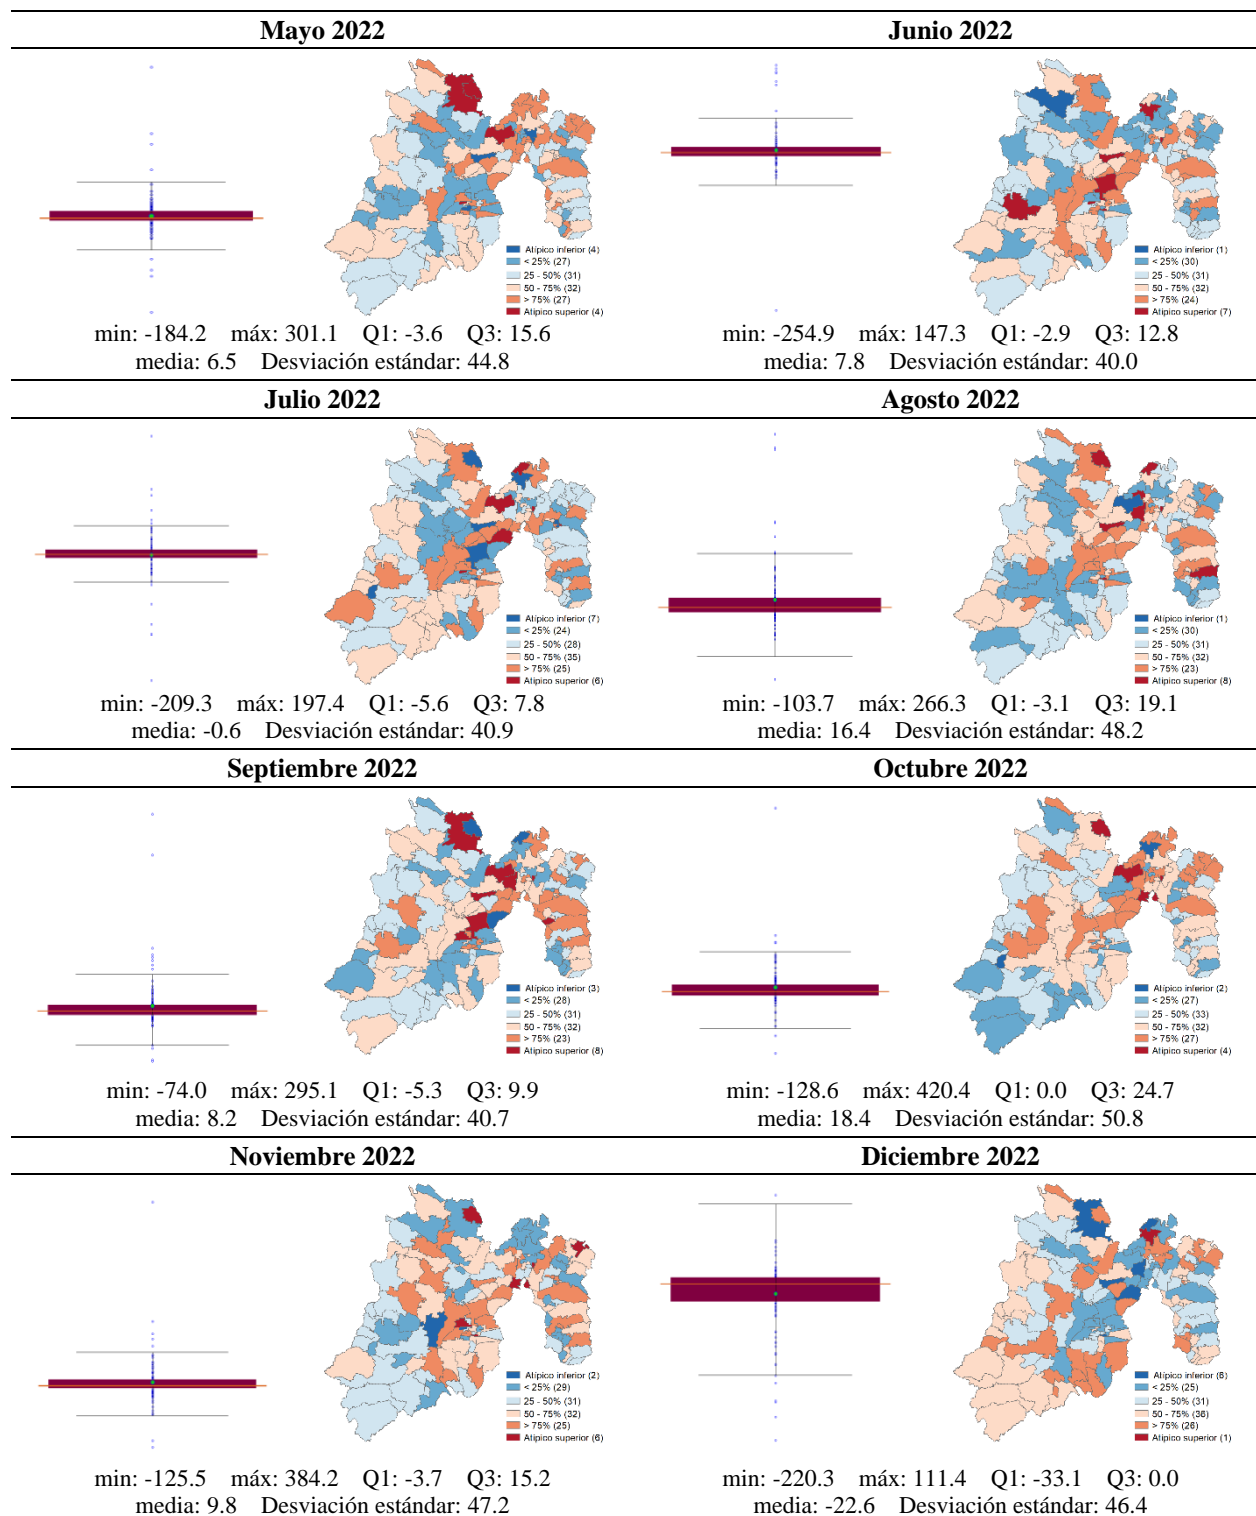 Mayo 2022
Junio 2022
Atípico inferior (4)
< 25% (27)
25 - 50% (31)
50 - 75% (32)
> 75% (27)
Atípico superior (4)
Atípico inferior (1)
< 25% (30)
25 - 50% (31)
50 - 75% (32)
> 75% (24)
Atípico superior (7)
min: -184.2 máx: 301.1 Q1: -3.6 Q3: 15.6
media: 6.5 Desviación estándar: 44.8
min: -254.9 máx: 147.3 Q1: -2.9 Q3: 12.8
media: 7.8 Desviación estándar: 40.0
Julio 2022
Agosto 2022
Atípico inferior (7)
< 25% (24)
25 - 50% (28)
50 - 75% (35)
> 75% (25)
Atípico superior (6)
Atípico inferior (1)
< 25% (30)
25 - 50% (31)
50 - 75% (32)
> 75% (23)
Atípico superior (8)
min: -209.3 máx: 197.4 Q1: -5.6 Q3: 7.8
media: -0.6 Desviación estándar: 40.9
min: -103.7 máx: 266.3 Q1: -3.1 Q3: 19.1
media: 16.4 Desviación estándar: 48.2
Septiembre 2022
Octubre 2022
Atípico inferior (3)
< 25% (28)
25 - 50% (31)
50 - 75% (32)
> 75% (23)
Atípico superior (8)
Atípico inferior (2)
< 25% (27)
25 - 50% (33)
50 - 75% (32)
> 75% (27)
Atípico superior (4)
min: -74.0 máx: 295.1 Q1: -5.3 Q3: 9.9
media: 8.2 Desviación estándar: 40.7
min: -128.6 máx: 420.4 Q1: 0.0 Q3: 24.7
media: 18.4 Desviación estándar: 50.8
Noviembre 2022
Diciembre 2022
Atípico inferior (2)
< 25% (29)
25 - 50% (31)
50 - 75% (32)
> 75% (25)
Atípico superior (6)
Atípico inferior (6)
< 25% (25)
25 - 50% (31)
50 - 75% (36)
> 75% (26)
Atípico superior (1)
min: -125.5 máx: 384.2 Q1: -3.7 Q3: 15.2
media: 9.8 Desviación estándar: 47.2
min: -220.3 máx: 111.4 Q1: -33.1 Q3: 0.0
media: -22.6 Desviación estándar: 46.4